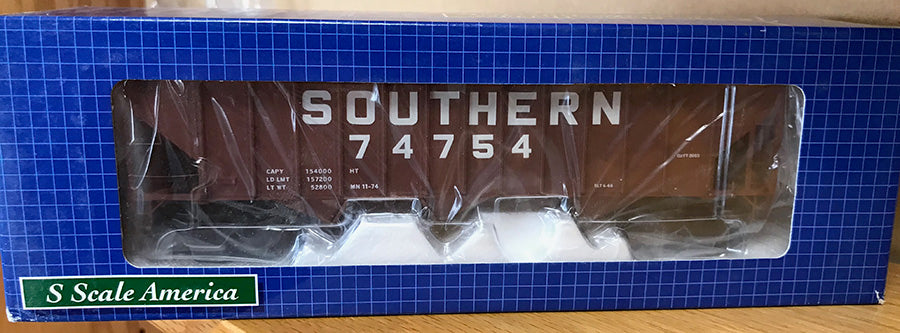 SOUTHERN
74754
CAPY 154000 HT
LD LMT 157200
LT WT 52800 MN 11-74
S Scale America